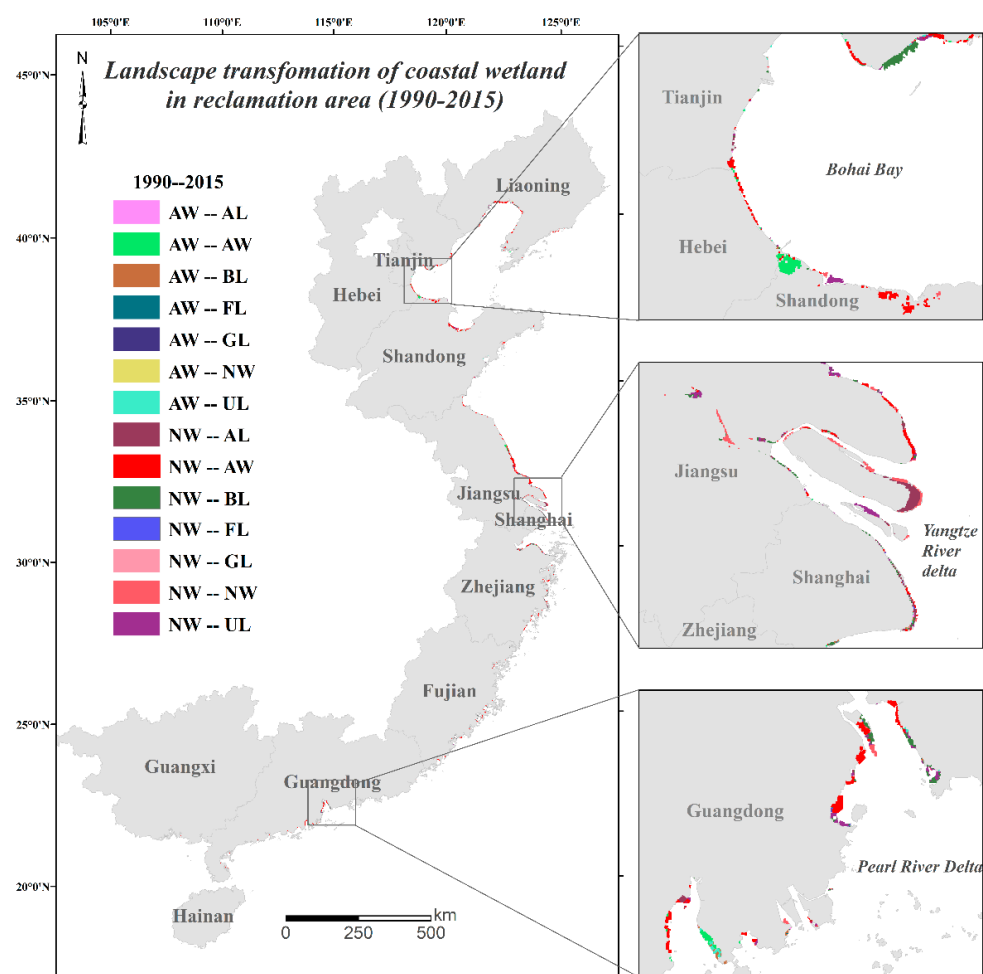 105°0'E 110°0'E 115°0'E 120°0'E 125°0'E
45°0'N
40°0'N
35°0'N
30°0'N
25°0'N
20°0'N
N
Landscape transfomation of coastal wetland
in reclamation area (1990-2015)
1990--2015
AW -- AL
AW -- AW
AW -- BL
AW -- FL
AW -- GL
AW -- NW
AW -- UL
NW -- AL
NW -- AW
NW -- BL
NW -- FL
NW -- GL
NW -- NW
NW -- UL
Liaoning
Tianjin
Hebei
Shandong
Jiangsu
Shanghai
Zhejiang
Fujian
Guangxi
Guangdong
Hainan
km
0 250 500
Tianjin
Bohai Bay
Hebei
Shandong
Jiangsu
Yangtze
River
delta
Shanghai
Zhejiang
Guangdong
Pearl River Delta